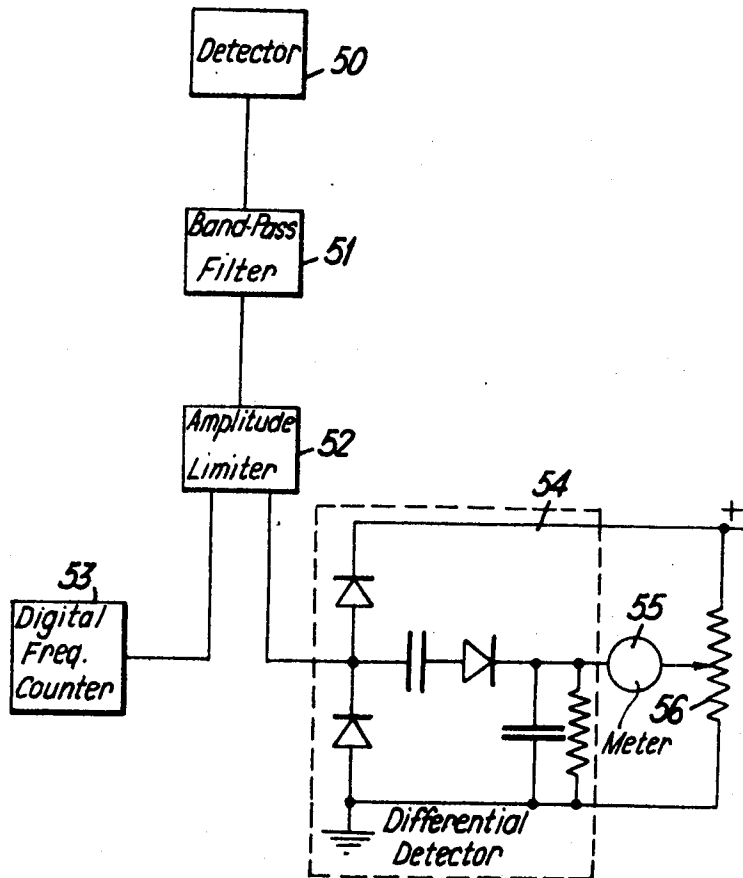 Detector
50
Band-Pass
Filter
51
Amplitude
Limiter
52
53
Digital
Freq.
Counter
54
+
55
56
Meter
Differential
Detector